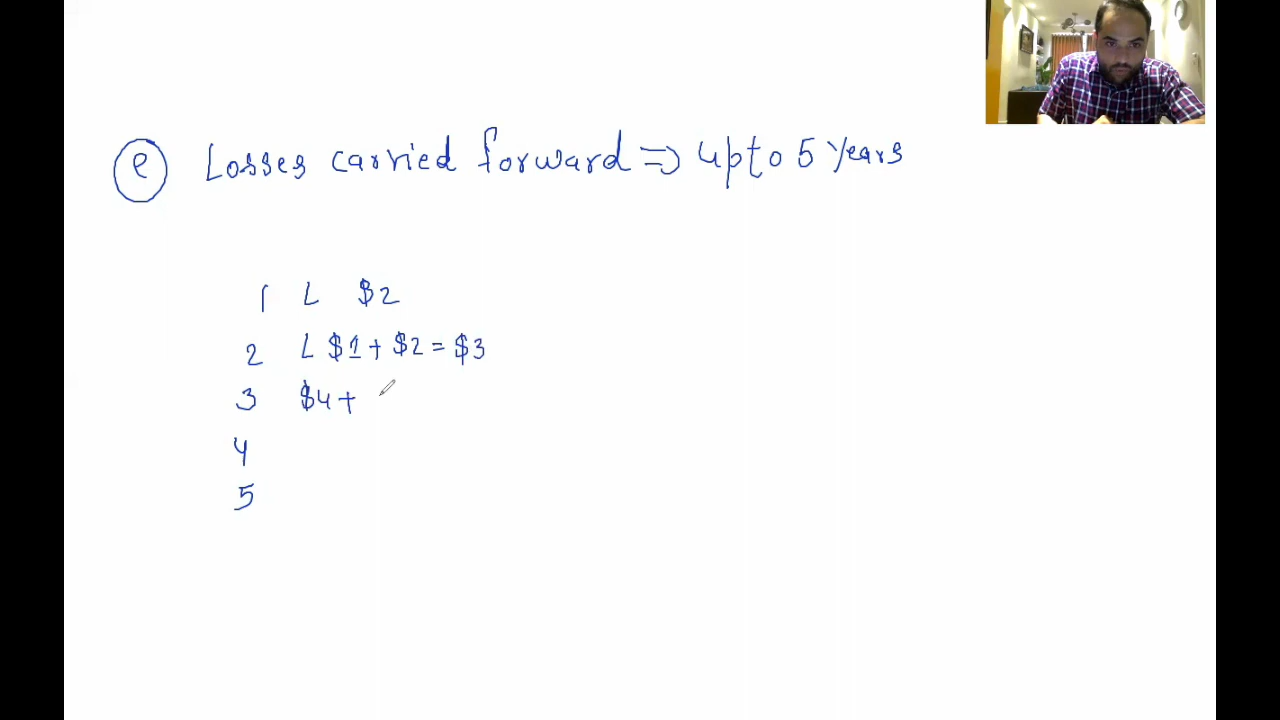 e Losses carried forward ⇒ upto 5 Years
1 L $2
2 L $1 + $2 = $3
3 $4 +
4
5